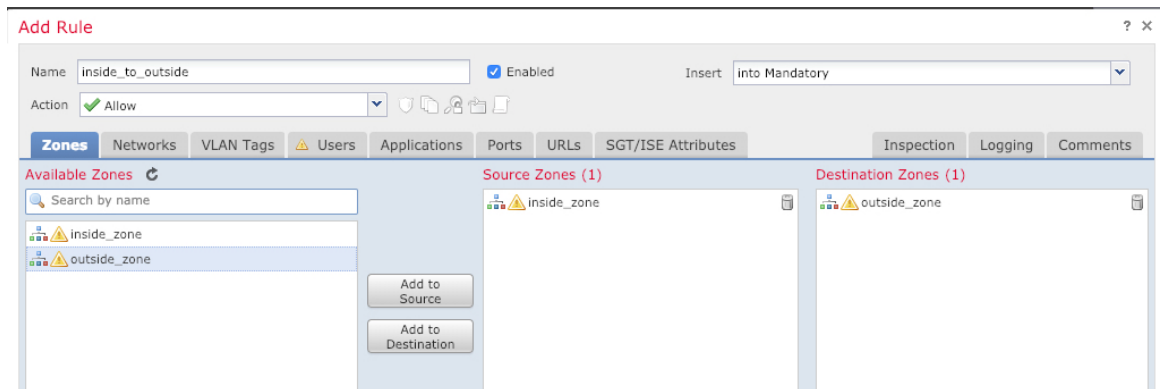 Add Rule
? ×
Name inside_to_outside Enabled Insert into Mandatory
Action Allow
Zones Networks VLAN Tags Users Applications Ports URLs SGT/ISE Attributes Inspection Logging Comments
Available Zones Source Zones (1) Destination Zones (1)
Search by name inside_zone outside_zone
inside_zone
outside_zone
Add to
Source
Add to
Destination